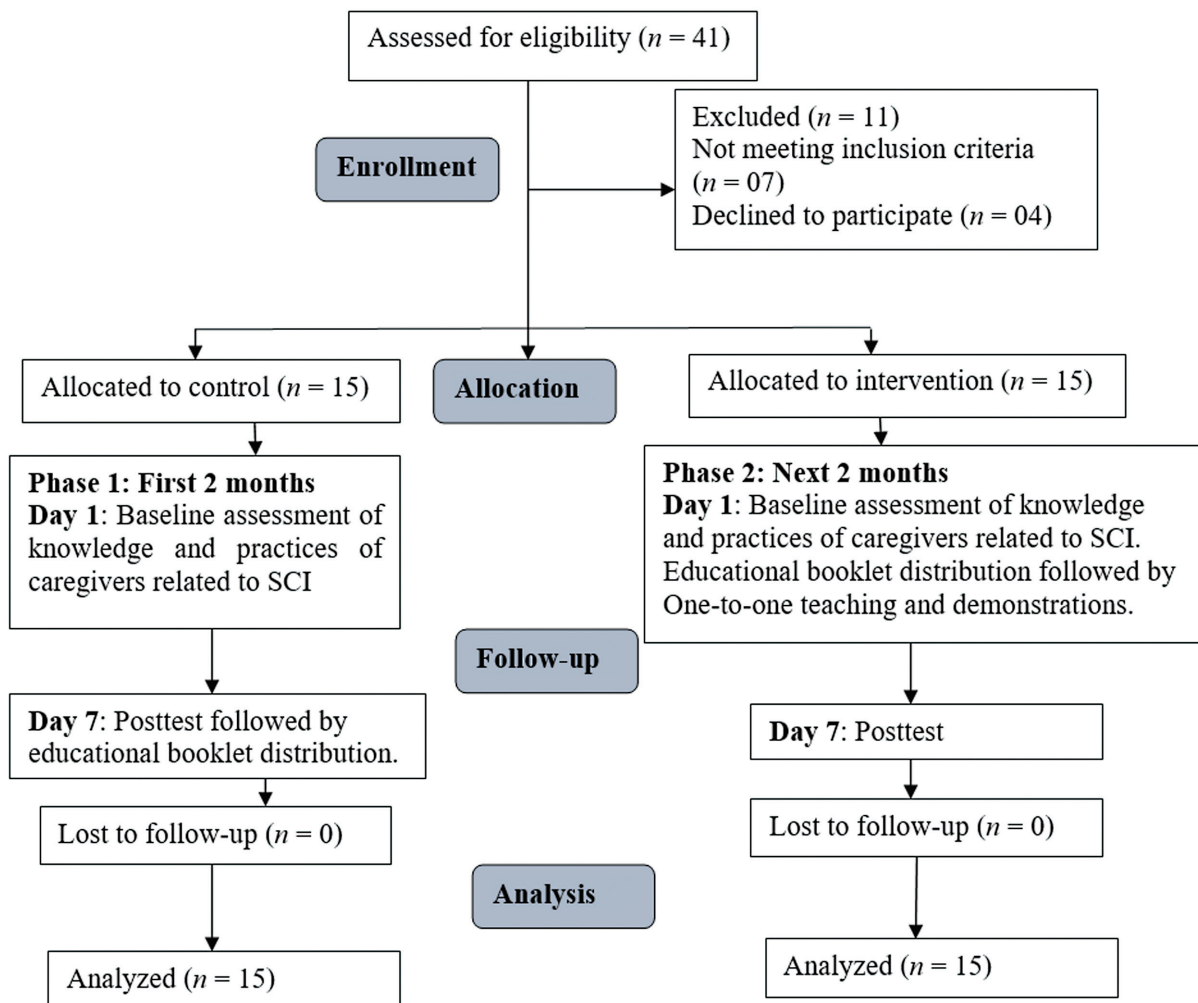 Assessed for eligibility (n = 41)
Excluded (n = 11)
Not meeting inclusion criteria
(n = 07)
Declined to participate (n = 04)
Enrollment
Allocated to control (n = 15)
Allocation
Allocated to intervention (n = 15)
Phase 1: First 2 months
Day 1: Baseline assessment of
knowledge and practices of
caregivers related to SCI
Phase 2: Next 2 months
Day 1: Baseline assessment of knowledge
and practices of caregivers related to SCI.
Educational booklet distribution followed by
One-to-one teaching and demonstrations.
Follow-up
Day 7: Posttest followed by
educational booklet distribution.
Day 7: Posttest
Lost to follow-up (n = 0)
Lost to follow-up (n = 0)
Analysis
Analyzed (n = 15)
Analyzed (n = 15)